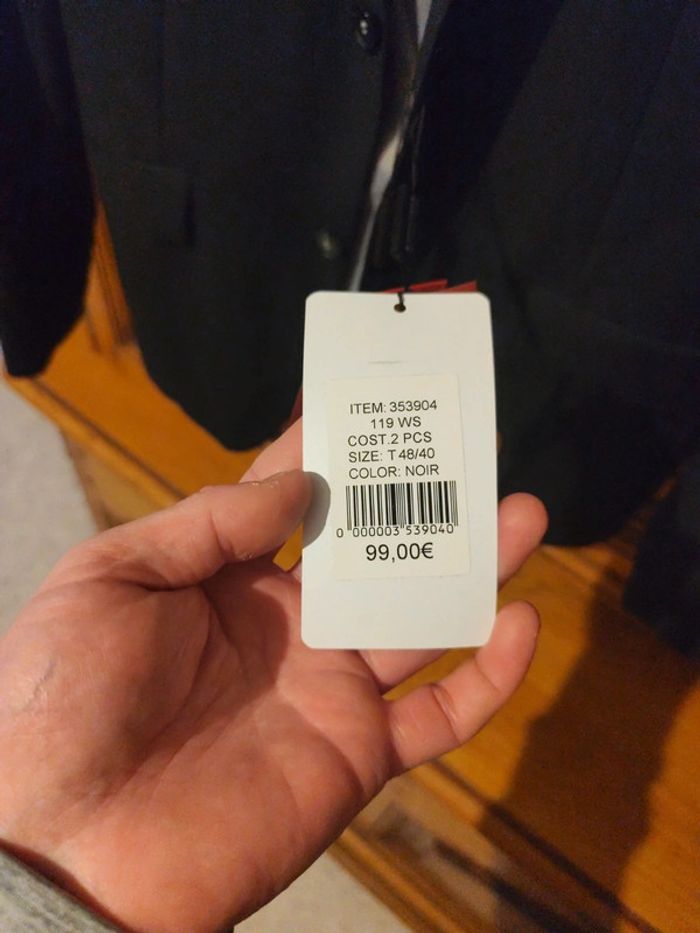 ITEM: 353904
119 WS
COST.2 PCS
SIZE: T 48/40
COLOR: NOIR
0 000003 539040
99,00€